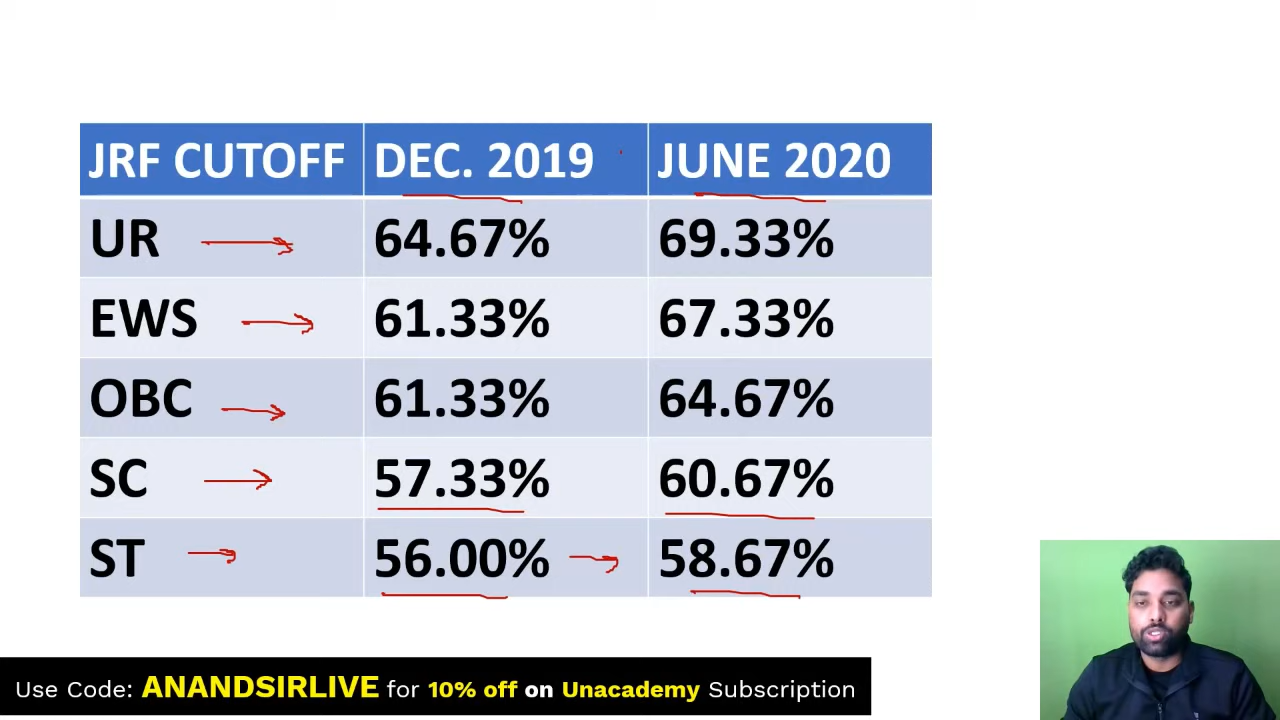 JRF CUTOFF DEC. 2019 JUNE 2020
UR 64.67% 69.33%
EWS 61.33% 67.33%
OBC 61.33% 64.67%
SC 57.33% 60.67%
ST 56.00% 58.67%
Use Code: ANANDSIRLIVE for 10% off on Unacademy Subscription